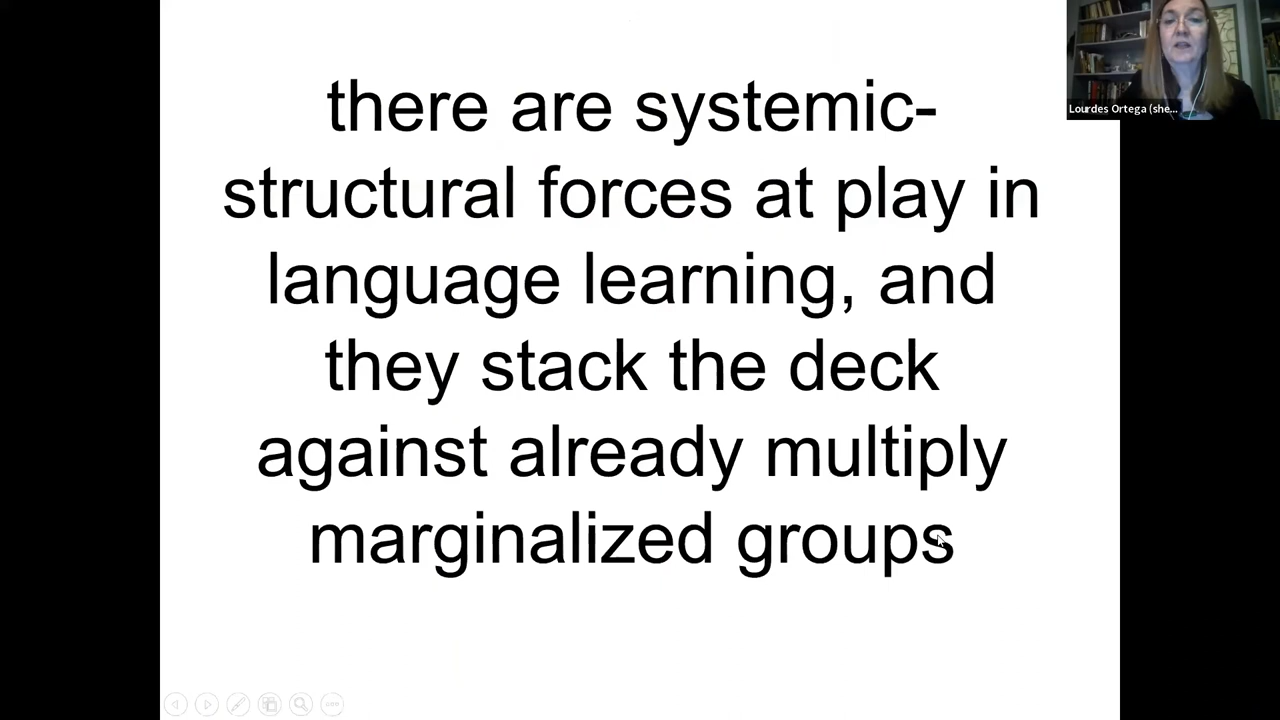 there are systemic-
structural forces at play in
language learning, and
they stack the deck
against already multiply
marginalized groups
Lourdes Ortega (she...